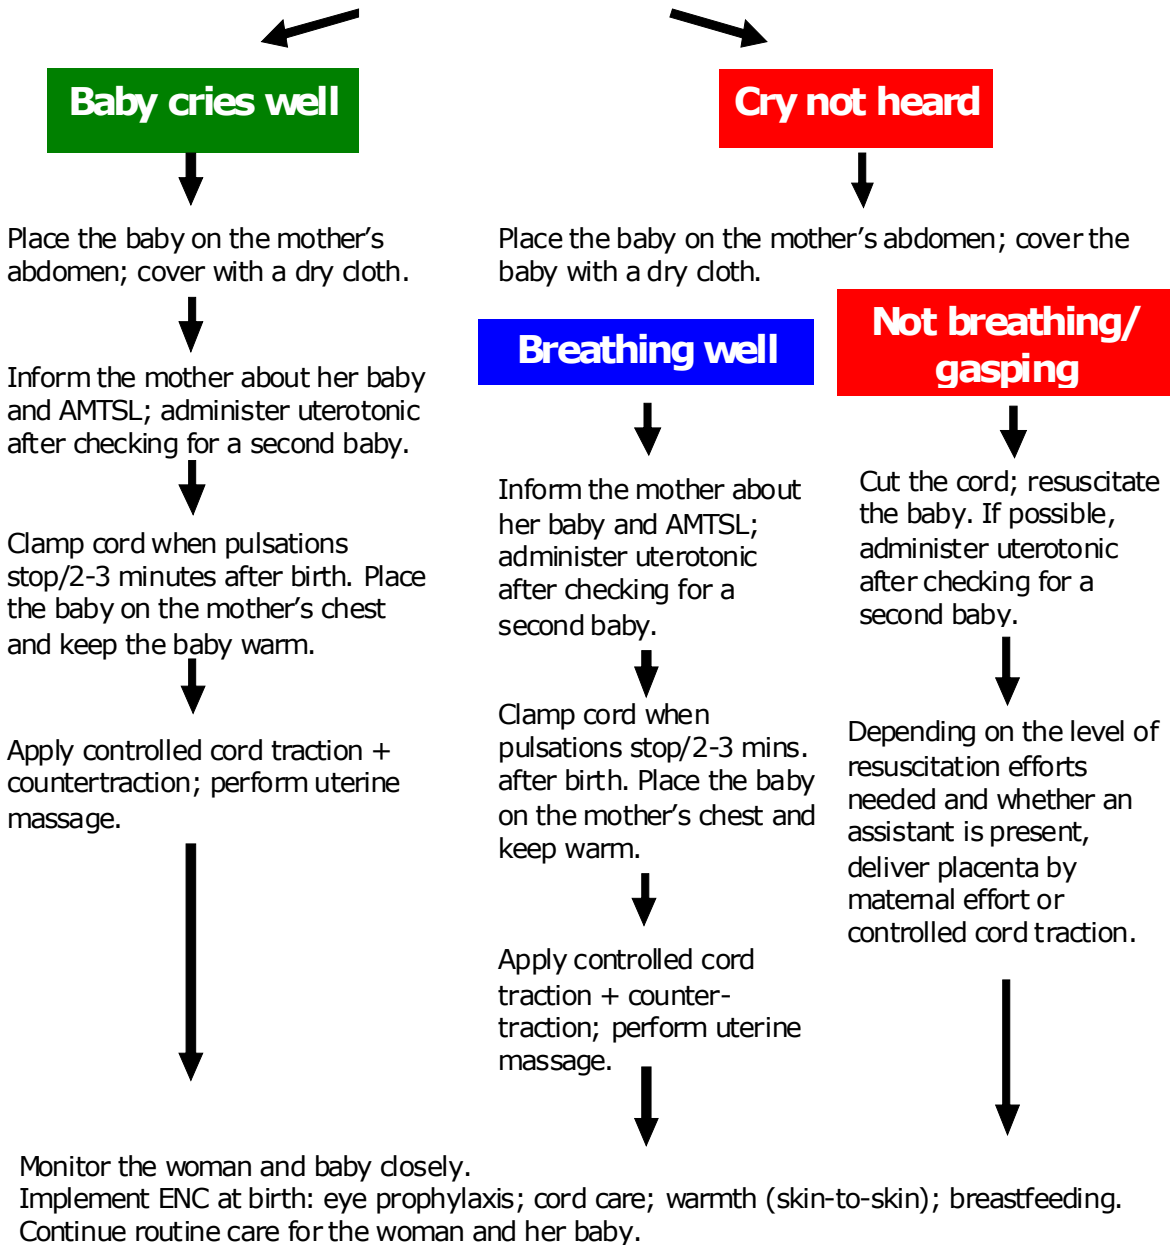 Baby cries well
Cry not heard
Place the baby on the mother's
abdomen; cover with a dry cloth.
Inform the mother about her baby
and AMTSL; administer uterotonic
after checking for a second baby.
Clamp cord when pulsations
stop/2-3 minutes after birth. Place
the baby on the mother's chest
and keep the baby warm.
Apply controlled cord traction +
countertraction; perform uterine
massage.
Place the baby on the mother's abdomen; cover the
baby with a dry cloth.
Breathing well
Inform the mother about
her baby and AMTSL;
administer uterotonic
after checking for a
second baby.
Clamp cord when
pulsations stop/2-3 mins.
after birth. Place the baby
on the mother's chest and
keep warm.
Apply controlled cord
traction + counter-
traction; perform uterine
massage.
Not breathing/
gasping
Cut the cord; resuscitate
the baby. If possible,
administer uterotonic
after checking for a
second baby.
Depending on the level of
resuscitation efforts
needed and whether an
assistant is present,
deliver placenta by
maternal effort or
controlled cord traction.
Monitor the woman and baby closely.
Implement ENC at birth: eye prophylaxis; cord care; warmth (skin-to-skin); breastfeeding.
Continue routine care for the woman and her baby.